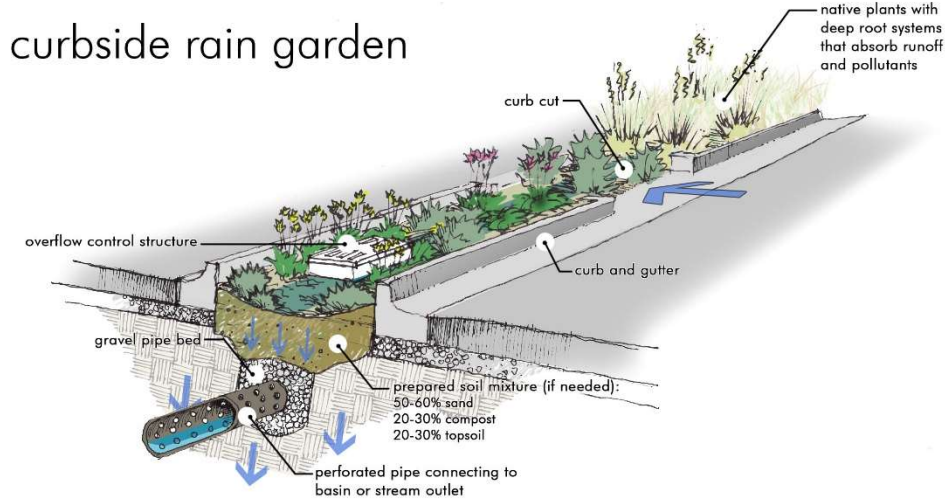 curbside rain garden
native plants with
deep root systems
that absorb runoff
and pollutants
curb cut
overflow control structure
curb and gutter
gravel pipe bed
prepared soil mixture (if needed):
50-60% sand
20-30% compost
20-30% topsoil
perforated pipe connecting to
basin or stream outlet